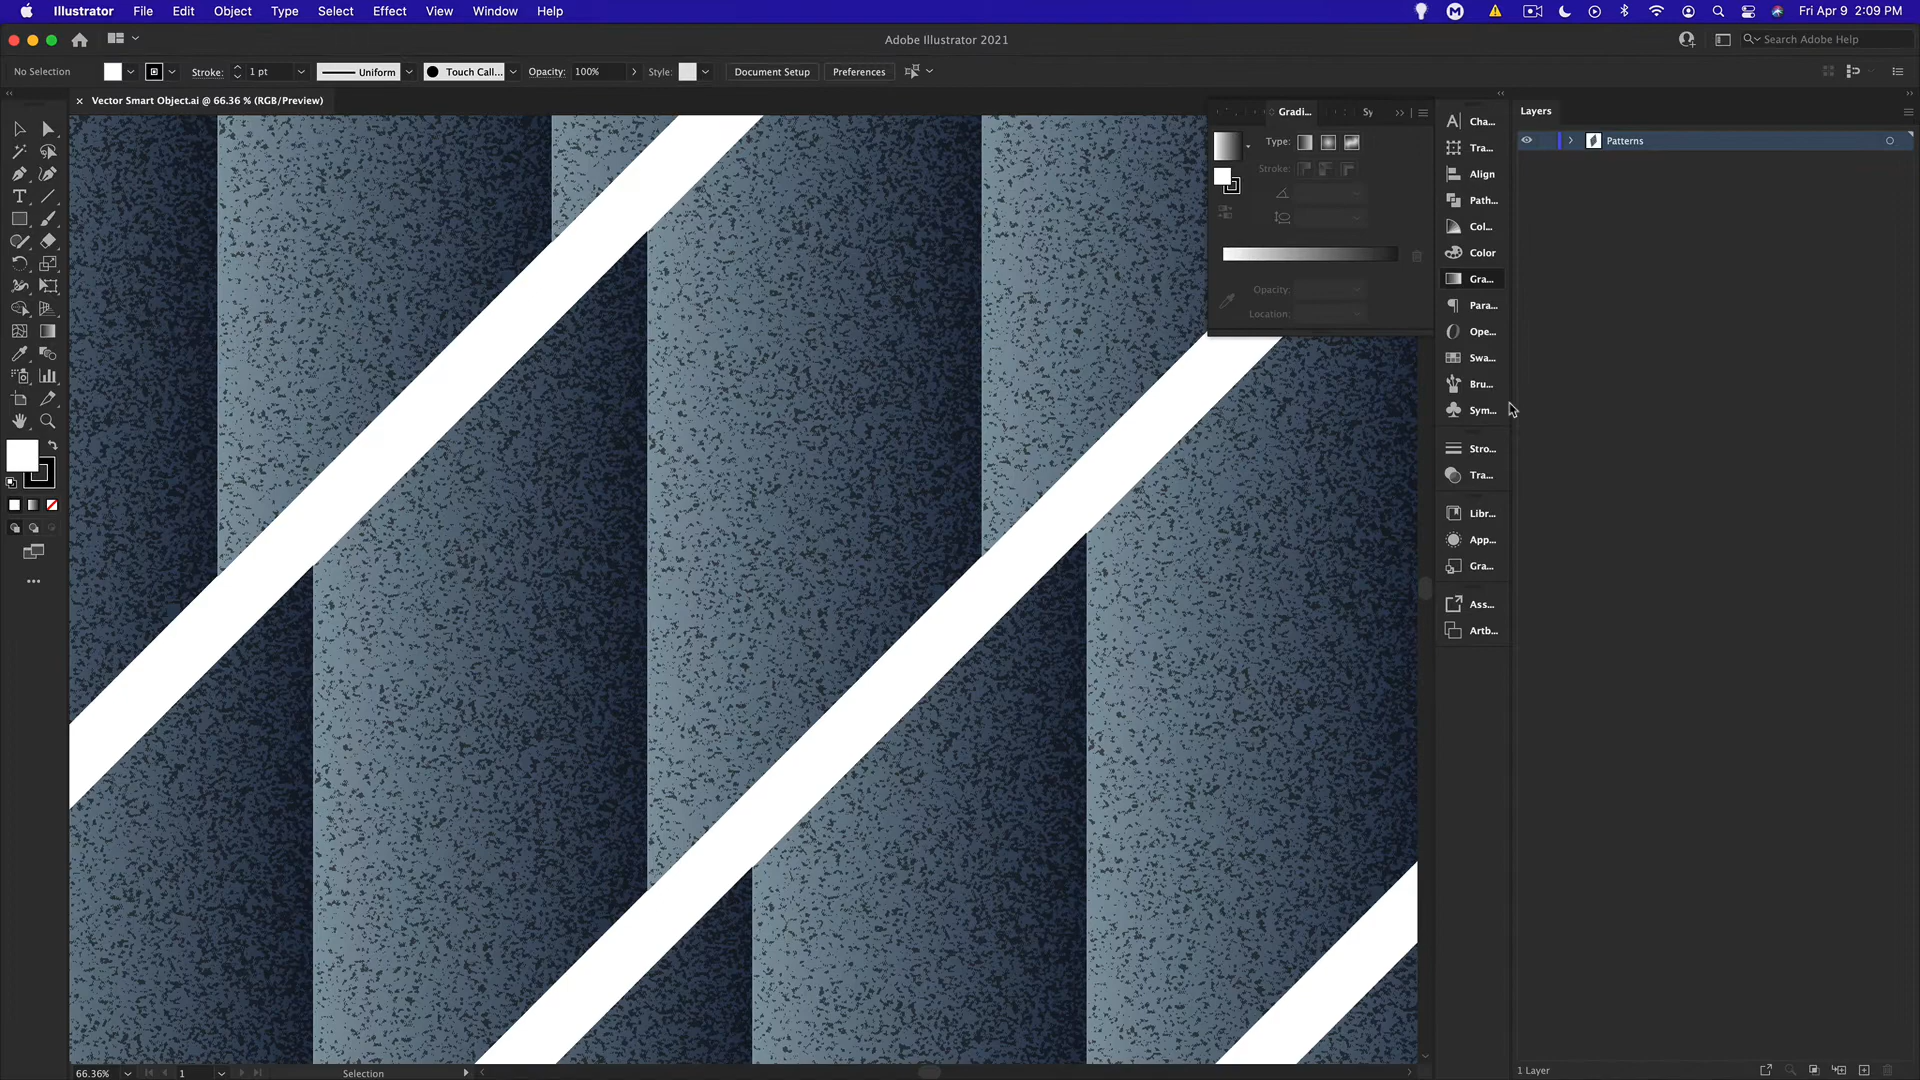 Illustrator File Edit Object Type Select Effect View Window Help
Fri Apr 9 2:09 PM
Adobe Illustrator 2021
Search Adobe Help
No Selection
Stroke: 1 pt
Uniform
Touch Call...
Opacity: 100%
Style:
Document Setup
Preferences
Vector Smart Object.ai @ 66.36 % (RGB/Preview)
Gradi...
Sy
Type:
Stroke:
Opacity:
Location:
Cha...
Tra...
Align
Path...
Col...
Color
Gra...
Para...
Ope...
Swa...
Bru...
Sym...
Stro...
Tra...
Libr...
App...
Gra...
Ass...
Artb...
Layers
Patterns
66.36%
1
Selection
1 Layer